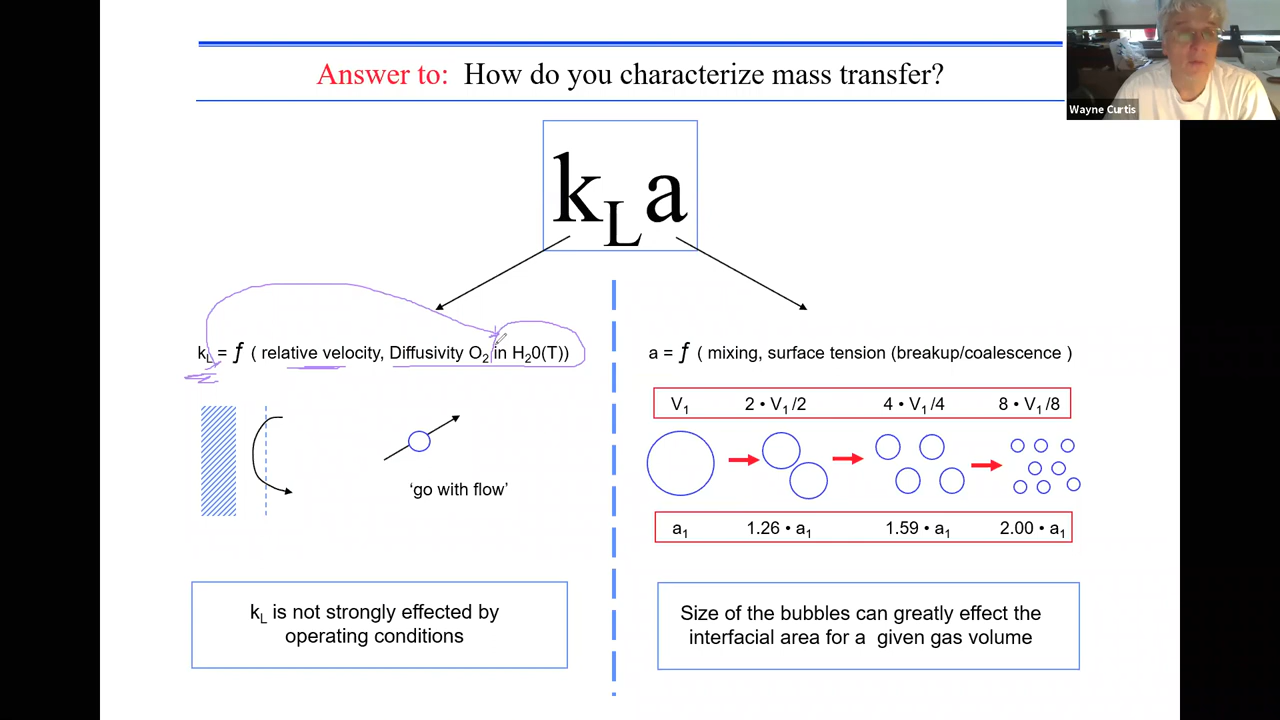 Answer to: How do you characterize mass transfer?
Wayne Curtis
kLa
kL = ƒ ( relative velocity, Diffusivity O2 in H20(T))
a = ƒ ( mixing, surface tension (breakup/coalescence )
V1 2 • V1/2 4 • V1/4 8 • V1/8
'go with flow'
a1 1.26 • a1 1.59 • a1 2.00 • a1
kL is not strongly effected by
operating conditions
Size of the bubbles can greatly effect the
interfacial area for a given gas volume